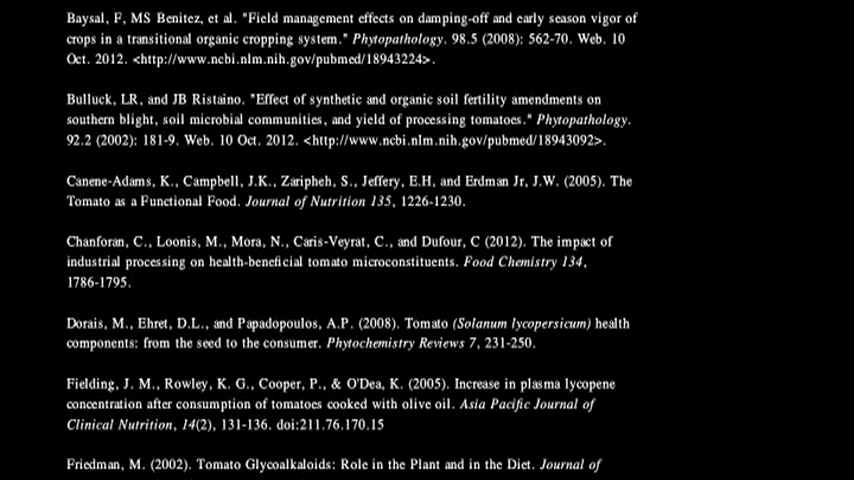 Baysal, F, MS Benitez, et al. "Field management effects on damping-off and early season vigor of
crops in a transitional organic cropping system." Phytopathology. 98.5 (2008): 562-70. Web. 10
Oct. 2012. <http://www.ncbi.nlm.nih.gov/pubmed/18943224>.
Bulluck, LR, and JB Ristaino. "Effect of synthetic and organic soil fertility amendments on
southern blight, soil microbial communities, and yield of processing tomatoes." Phytopathology.
92.2 (2002): 181-9. Web. 10 Oct. 2012. <http://www.ncbi.nlm.nih.gov/pubmed/18943092>.
Canene-Adams, K., Campbell, J.K., Zaripheh, S., Jeffery, E.H, and Erdman Jr, J.W. (2005). The
Tomato as a Functional Food. Journal of Nutrition 135, 1226-1230.
Chanforan, C., Loonis, M., Mora, N., Caris-Veyrat, C., and Dufour, C (2012). The impact of
industrial processing on health-beneficial tomato microconstituents. Food Chemistry 134,
1786-1795.
Dorais, M., Ehret, D.L., and Papadopoulos, A.P. (2008). Tomato (Solanum lycopersicum) health
components: from the seed to the consumer. Phytochemistry Reviews 7, 231-250.
Fielding, J. M., Rowley, K. G., Cooper, P., & O'Dea, K. (2005). Increase in plasma lycopene
concentration after consumption of tomatoes cooked with olive oil. Asia Pacific Journal of
Clinical Nutrition, 14(2), 131-136. doi:211.76.170.15
Friedman, M. (2002). Tomato Glycoalkaloids: Role in the Plant and in the Diet. Journal of